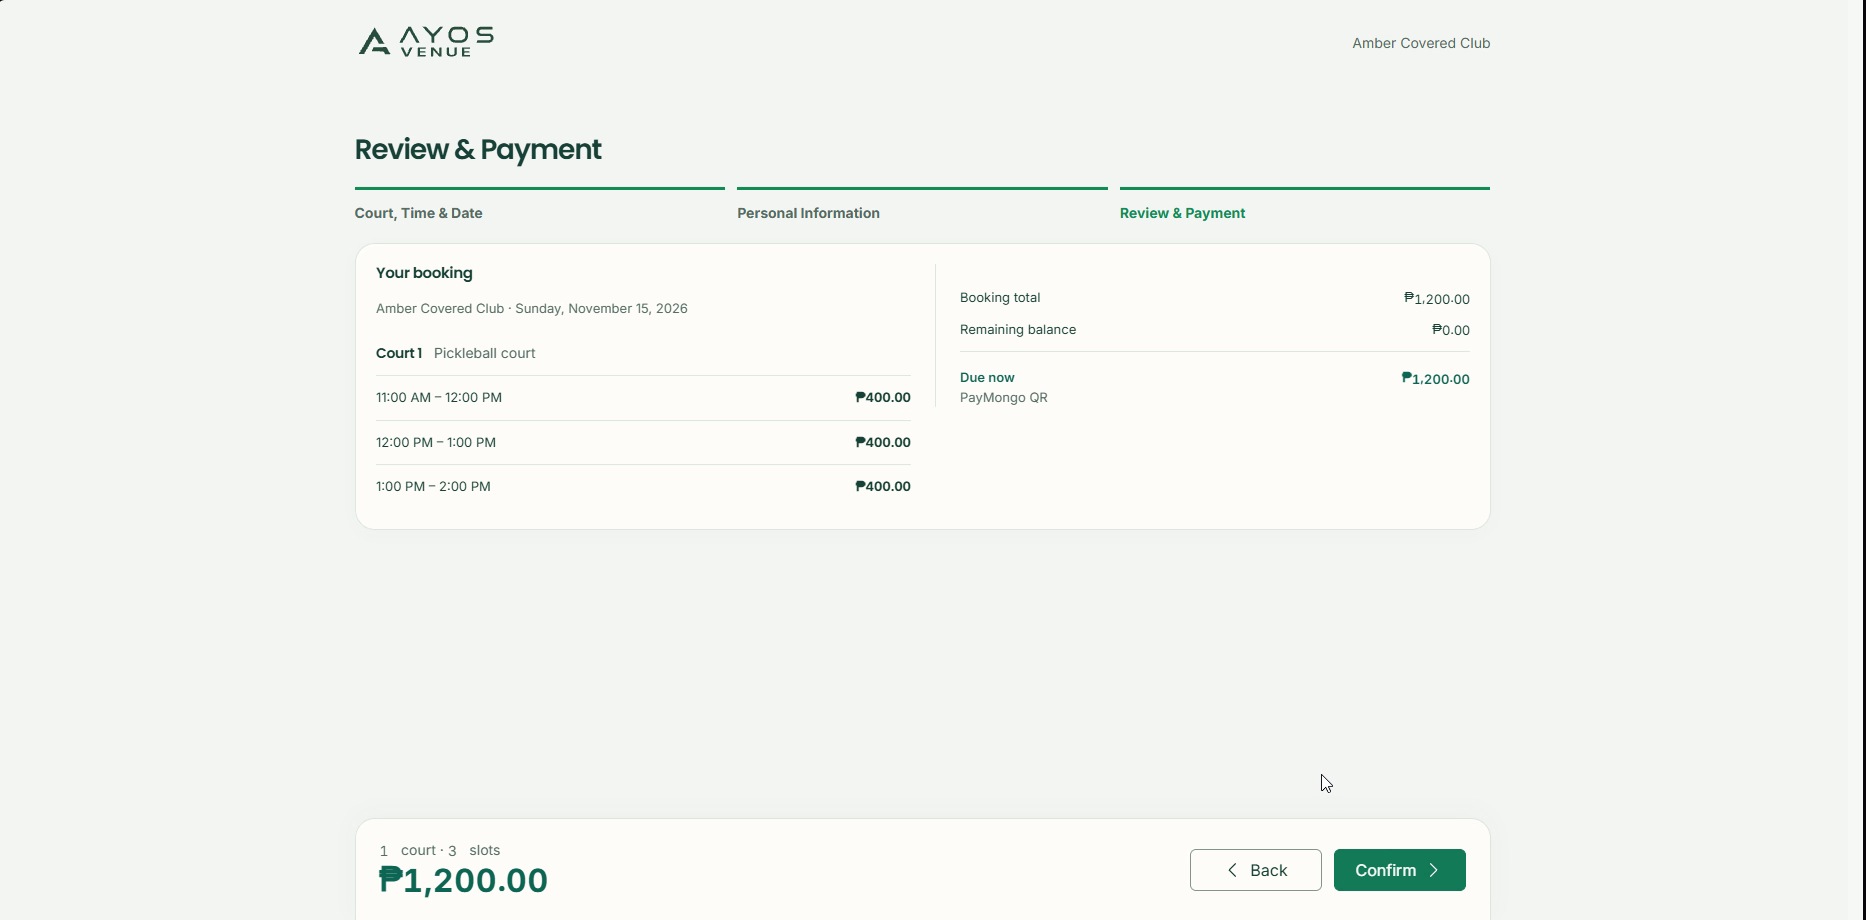 AYOS
VENUE
Amber Covered Club
Review & Payment
Court, Time & Date
Personal Information
Review & Payment
Your booking
Amber Covered Club · Sunday, November 15, 2026
Court 1 Pickleball court
11:00 AM – 12:00 PM ₱400.00
12:00 PM – 1:00 PM ₱400.00
1:00 PM – 2:00 PM ₱400.00
Booking total ₱1,200.00
Remaining balance ₱0.00
Due now ₱1,200.00
PayMongo QR
1 court · 3 slots
₱1,200.00
Back
Confirm